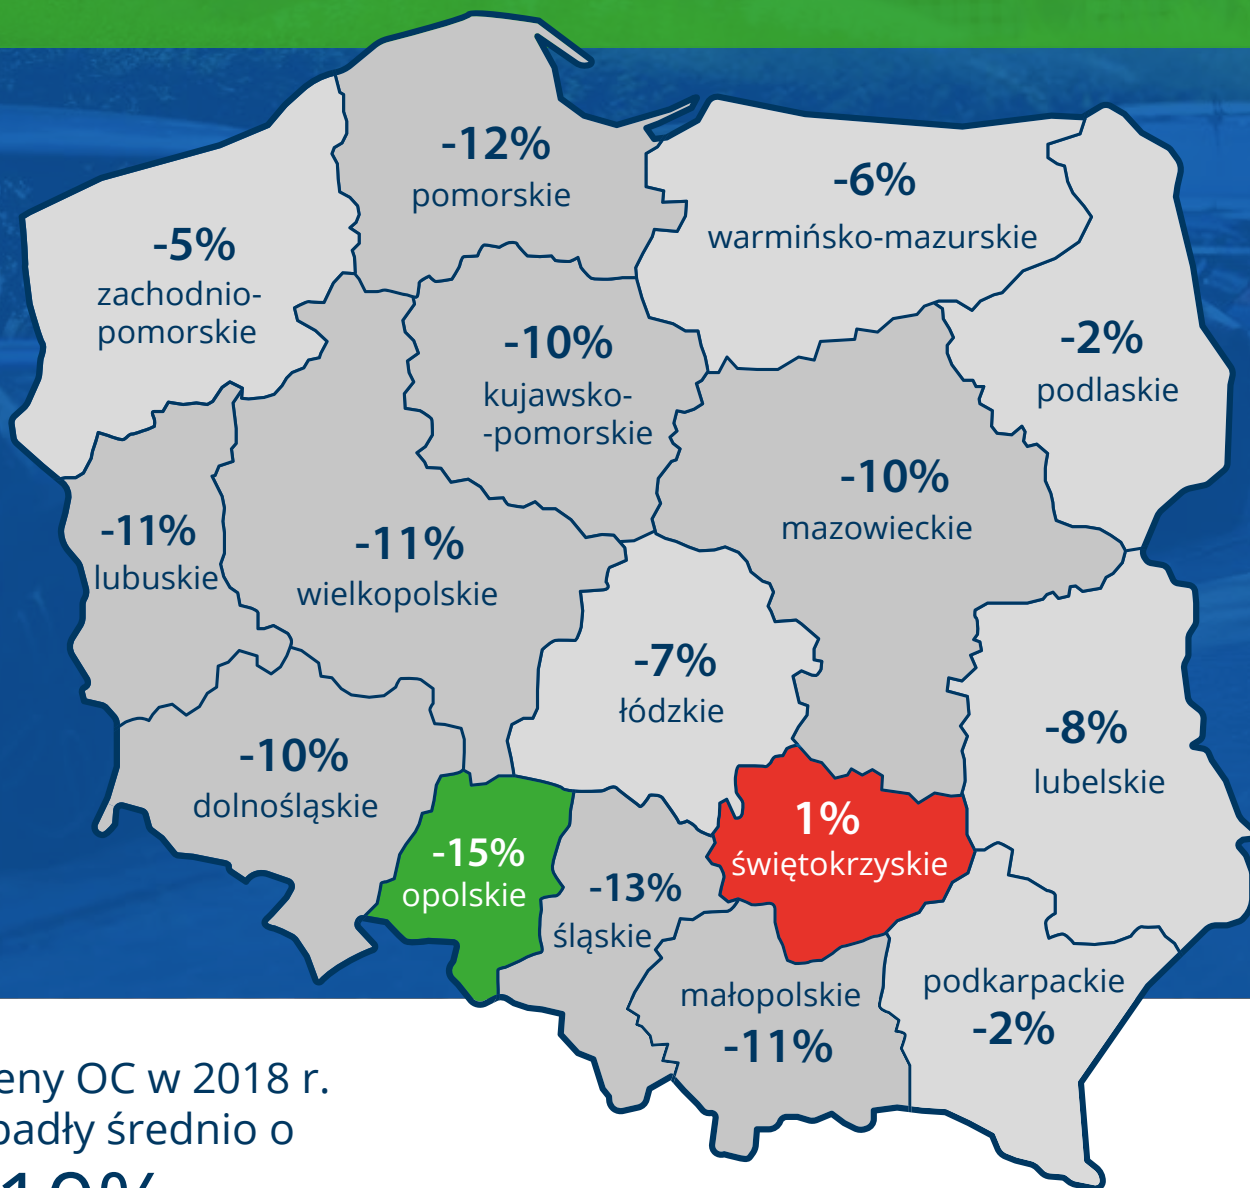 -12%
pomorskie
-6%
warmińsko-mazurskie
-5%
zachodnio-
pomorskie
-10%
kujawsko-
-pomorskie
-2%
podlaskie
-10%
mazowieckie
-11%
lubuskie
-11%
wielkopolskie
-7%
łódzkie
-8%
lubelskie
-10%
dolnośląskie
-15%
opolskie
1%
świętokrzyskie
-13%
śląskie
małopolskie
-11%
podkarpackie
-2%
eny OC w 2018 r.
padły średnio o